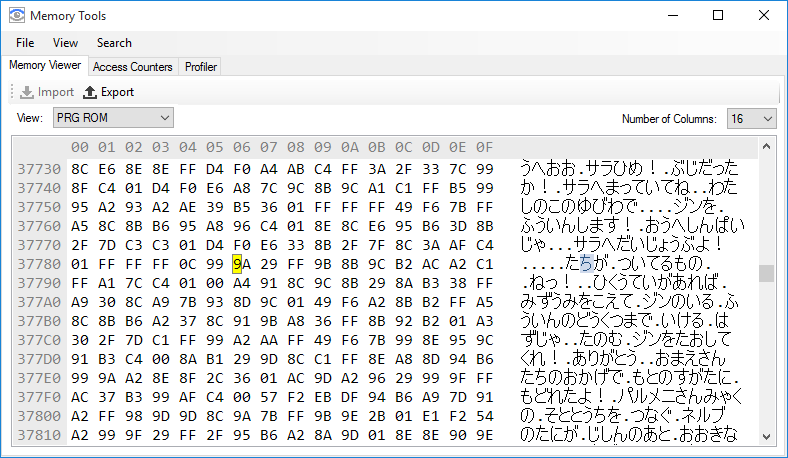 Memory Tools
File View Search
Memory Viewer Access Counters Profiler
Import Export
View: PRG ROM Number of Columns: 16
00 01 02 03 04 05 06 07 08 09 0A 0B 0C 0D 0E 0F
37730 8C E6 8E 8E FF D4 F0 A4 AB C4 FF 3A 2F 33 7C 99 うへおお.サラひめ！.ぶじだった
37740 8F C4 01 D4 F0 E6 A8 7C 9C 8B 9C A1 C1 FF B5 99 か！.サラへまっていてね..わた
37750 95 A2 93 A2 AE 39 B5 36 01 FF FF FF 49 F6 7B FF しのこのゆびわで....ジンを.
37760 A5 8C 8B B6 95 A8 96 C4 01 8E 8C E6 95 B6 3D 8B ふういんします！.おうへしんぱい
37770 2F 7D C3 C3 01 D4 F0 E6 33 8B 2F 7F 8C 3A AF C4 じゃ...サラへだいじょうぶよ！
37780 01 FF FF FF 0C 99 9A 29 FF 9B 8B 9C B2 AC A2 C1 .....たちが.ついてるもの.
37790 FF A1 7C C4 01 00 A4 91 8C 9C 8B 29 8A B3 38 FF .ねっ！..ひくうていがあれば.
377A0 A9 30 8C A9 7B 93 8D 9C 01 49 F6 A2 8B B2 FF A5 みずうみをこえて.ジンのいる.ふ
377B0 8C 8B B6 A2 37 8C 91 9B A8 36 FF 8B 92 B2 01 A3 ういんのどうくつまで.いける.は
377C0 30 2F 7D C1 FF 99 A2 AA FF 49 F6 7B 99 8E 95 9C ずじゃ.たのむ.ジンをたおして
377D0 91 B3 C4 00 8A B1 29 9D 8C C1 FF 8E A8 8D 94 B6 くれ！.ありがとう..おまえさん
377E0 99 9A A2 8E 8F 2C 36 01 AC 9D A2 96 29 99 9F FF たちのおかげで.もとのすがたに.
377F0 AC 37 B3 99 AF C4 00 57 F2 EB DF 94 B6 A9 7D 91 もどれたよ！.パルメニさんみゃく
37800 A2 FF 98 9D 9D 8C 9A 7B FF 9B 9E 2B 01 E1 F2 54 の.そととうちを.つなぐ.ネルブ
37810 A2 99 9F 29 FF 2F 95 B6 A2 8A 9D 01 8E 8E 90 9E のたにが.じしんのあと.おおきな